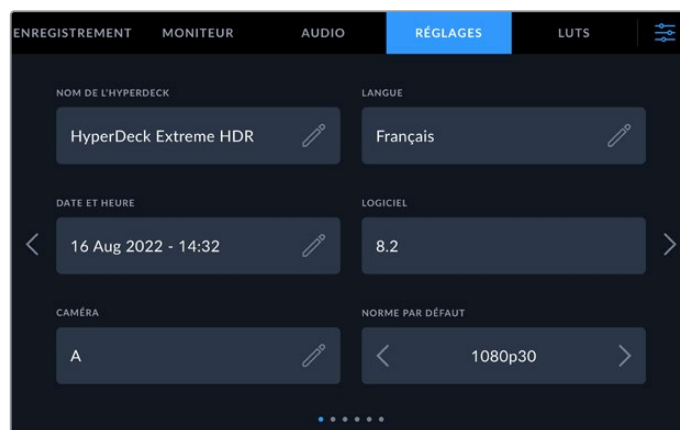 ENREGISTREMENT MONITEUR AUDIO RÉGLAGES LUTS
NOM DE L'HYPERDECK LANGUE
HyperDeck Extreme HDR Français
DATE ET HEURE LOGICIEL
16 Aug 2022 - 14:32 8.2
CAMÉRA NORME PAR DÉFAUT
A 1080p30